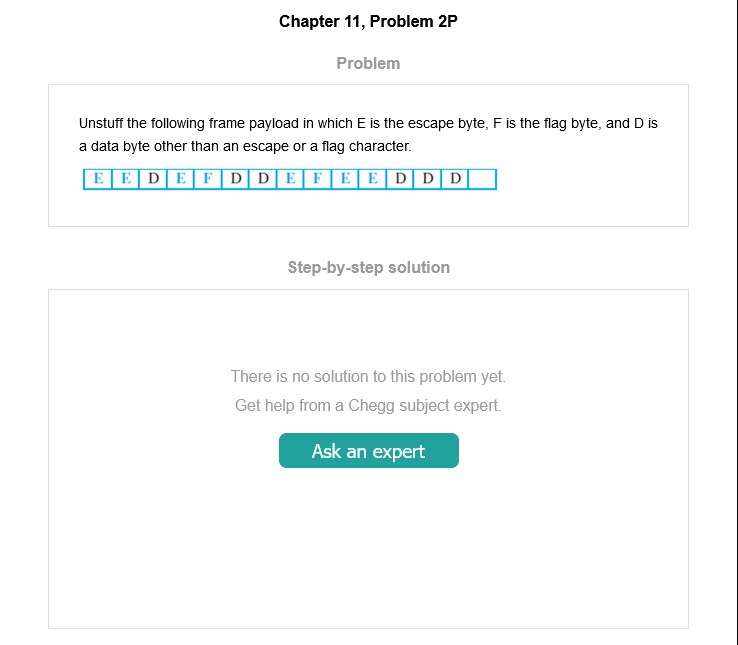 Chapter 11, Problem 2P
Problem
Unstuff the following frame payload in which E is the escape byte, F is the flag byte, and D is
a data byte other than an escape or a flag character.
E E D E F D D E F E E D D D
Step-by-step solution
There is no solution to this problem yet.
Get help from a Chegg subject expert.
Ask an expert